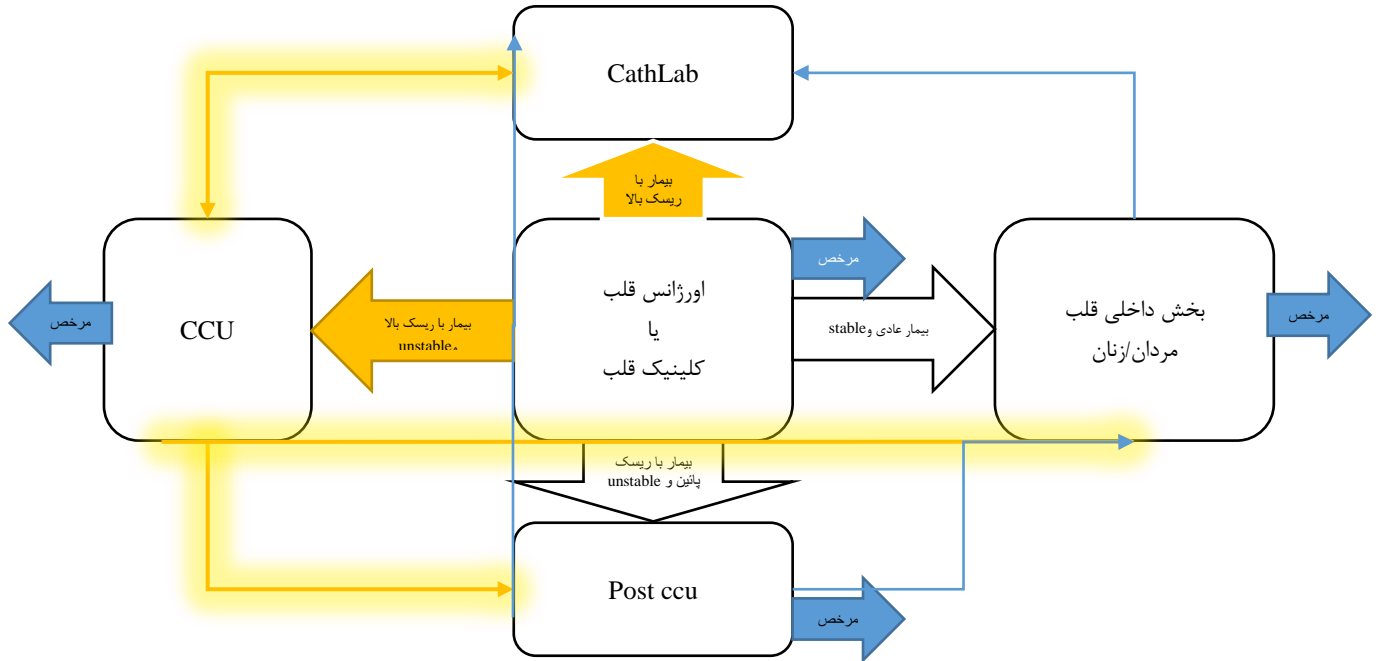 CathLab
بیمار با
ریسک بالا
مرخص
CCU
بیمار با ریسک بالا
وunstable
اورژانس قلب
یا
کلینیک قلب
مرخص
بیمار عادی وstable
بخش داخلی قلب
مردان/زنان
مرخص
بیمار با ریسک
پائین و unstable
Post ccu
مرخص